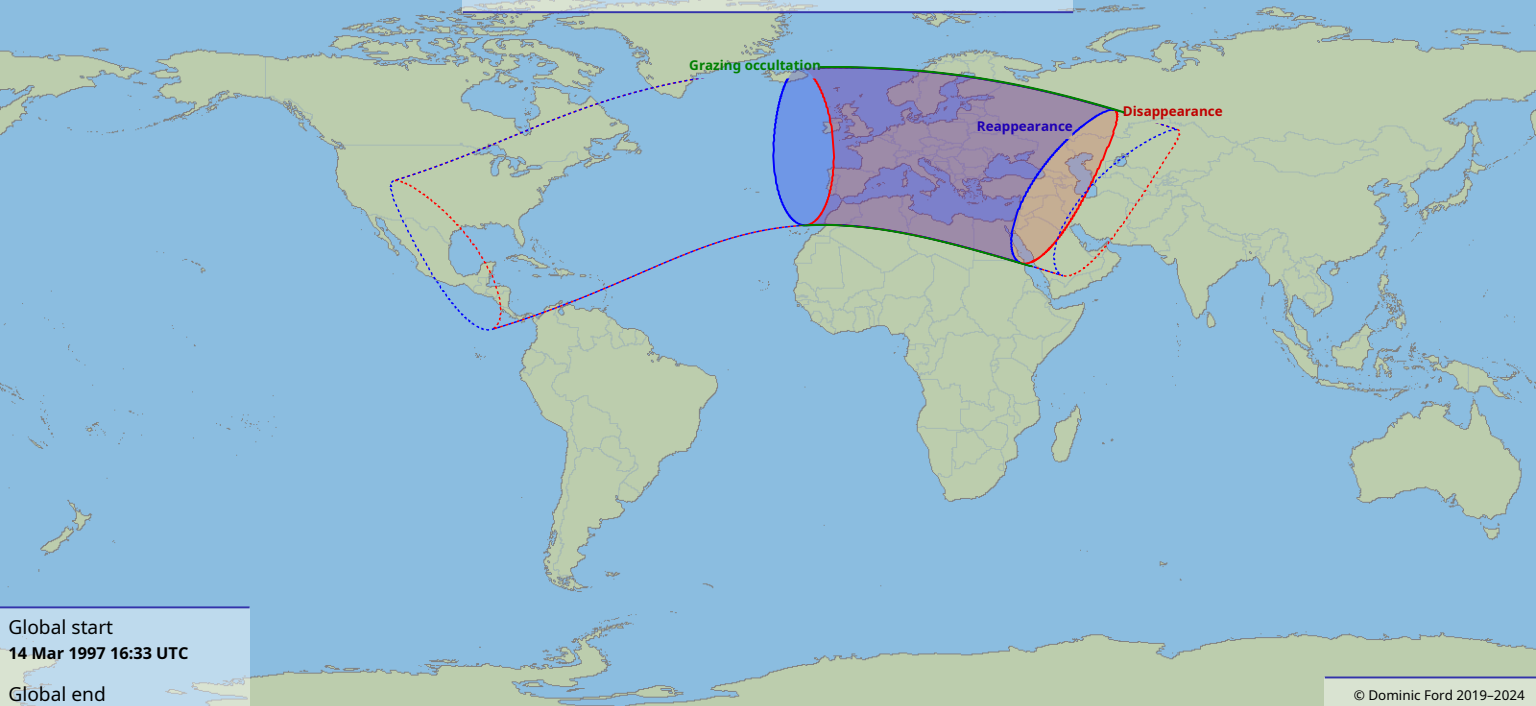 Grazing occultation
Disappearance
Reappearance
Global start
14 Mar 1997 16:33 UTC
Global end
© Dominic Ford 2019–2024